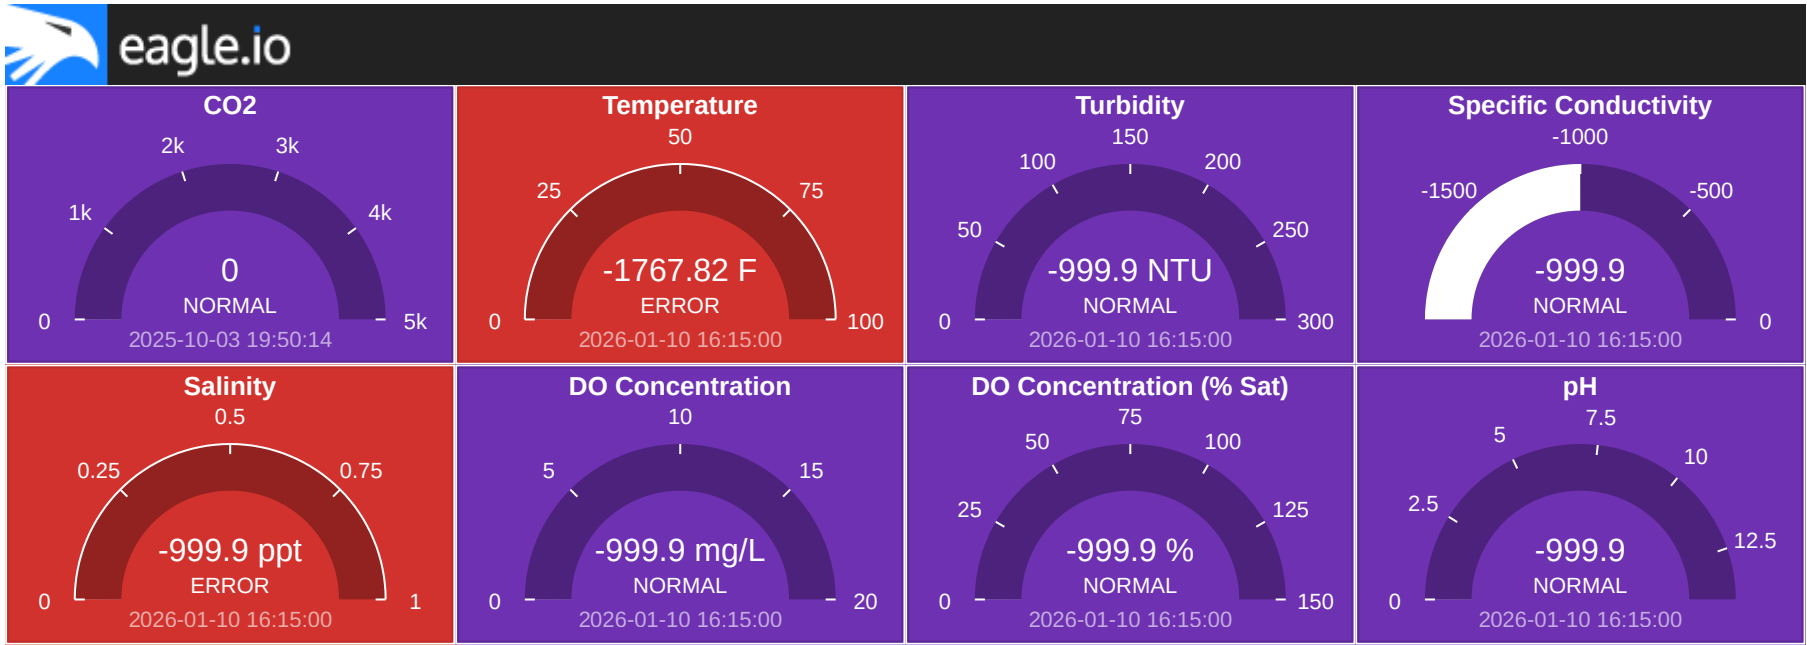 eagle.io
CO2
2k 3k
1k 4k
0
NORMAL
0 5k
2025-10-03 19:50:14
Temperature
50
25 75
-1767.82 F
ERROR
0 100
2026-01-10 16:15:00
Turbidity
150
100 200
50 250
-999.9 NTU
NORMAL
0 300
2026-01-10 16:15:00
Specific Conductivity
-1000
-1500 -500
-999.9
NORMAL
0
2026-01-10 16:15:00
Salinity
0.5
0.25 0.75
-999.9 ppt
ERROR
0 1
2026-01-10 16:15:00
DO Concentration
10
5 15
-999.9 mg/L
NORMAL
0 20
2026-01-10 16:15:00
DO Concentration (% Sat)
75
50 100
25 125
-999.9 %
NORMAL
0 150
2026-01-10 16:15:00
pH
7.5
5 10
2.5 12.5
-999.9
NORMAL
0
2026-01-10 16:15:00